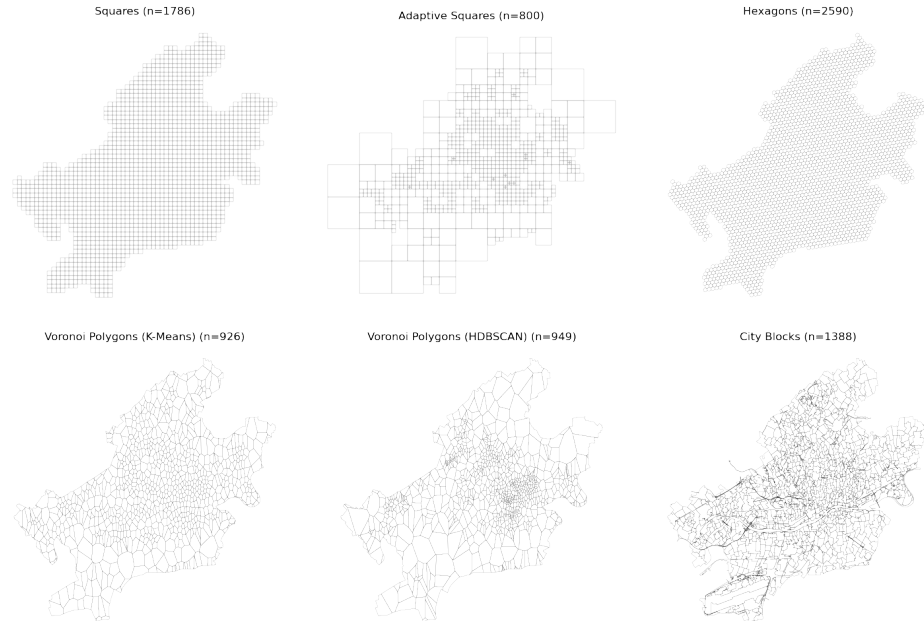 Squares (n=1786)
Adaptive Squares (n=800)
Hexagons (n=2590)
Voronoi Polygons (K-Means) (n=926)
Voronoi Polygons (HDBSCAN) (n=949)
City Blocks (n=1388)